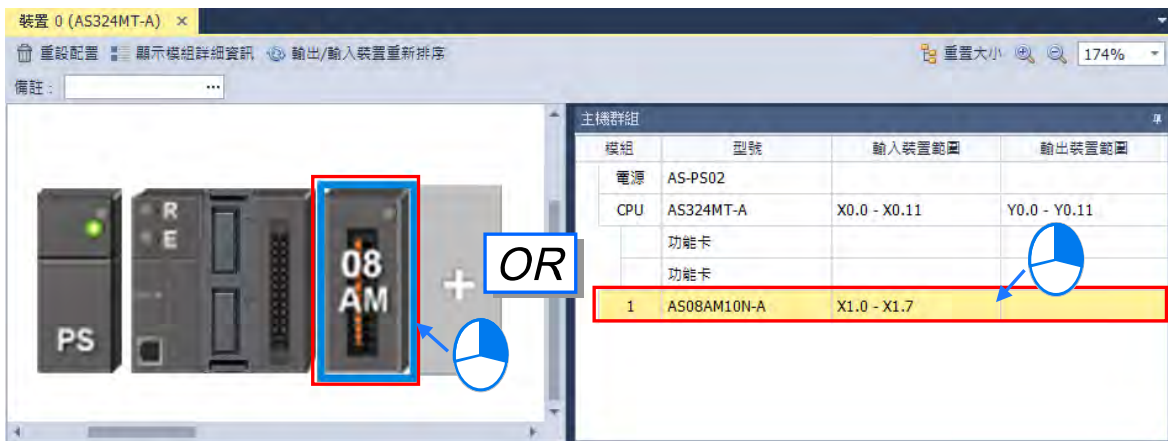 裝置 0 (AS324MT-A) ×
重設配置 顯示模組詳細資訊 輸出/輸入裝置重新排序 重置大小 174%
備註 : ...
主機群組
模組 型號 輸入裝置範圍 輸出裝置範圍
電源 AS-PS02
CPU AS324MT-A X0.0 - X0.11 Y0.0 - Y0.11
功能卡
功能卡
1 AS08AM10N-A X1.0 - X1.7
R
E
08
AM
+
PS
OR